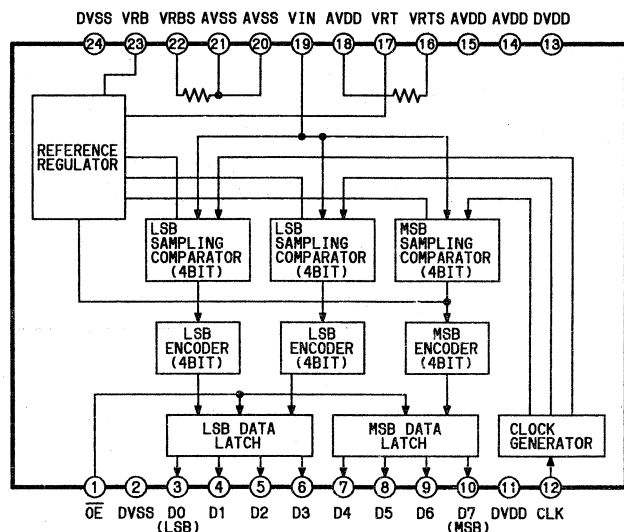 DVSS VRB VRBS AVSS AVSS VIN AVDD VRT VRTS AVDD AVDD DVDD
24 23 22 21 20 19 18 17 16 15 14 13
REFERENCE
REGULATOR
LSB
SAMPLING
COMPARATOR
(4BIT)
LSB
SAMPLING
COMPARATOR
(4BIT)
MSB
SAMPLING
COMPARATOR
(4BIT)
LSB
ENCODER
(4BIT)
LSB
ENCODER
(4BIT)
MSB
ENCODER
(4BIT)
LSB DATA
LATCH
MSB DATA
LATCH
CLOCK
GENERATOR
1 2 3 4 5 6 7 8 9 10 11 12
OE DVSS D0 D1 D2 D3 D4 D5 D6 D7 DVDD CLK
(LSB) (MSB)